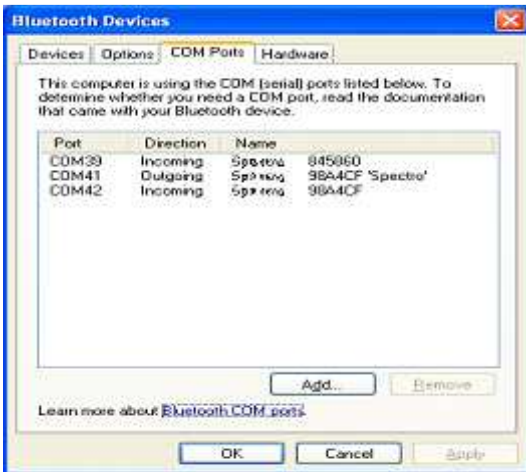 Bluetooth Devices
Devices Options COM Ports Hardware
This computer is using the COM (serial) ports listed below. To
determine whether you need a COM port, read the documentation
that came with your Bluetooth device.
Port Direction Name
COM39 Incoming 845860
COM41 Outgoing 98A4CF 'Spectro'
COM42 Incoming 98A4CF
Add... Remove
Learn more about Bluetooth COM ports.
OK Cancel Apply